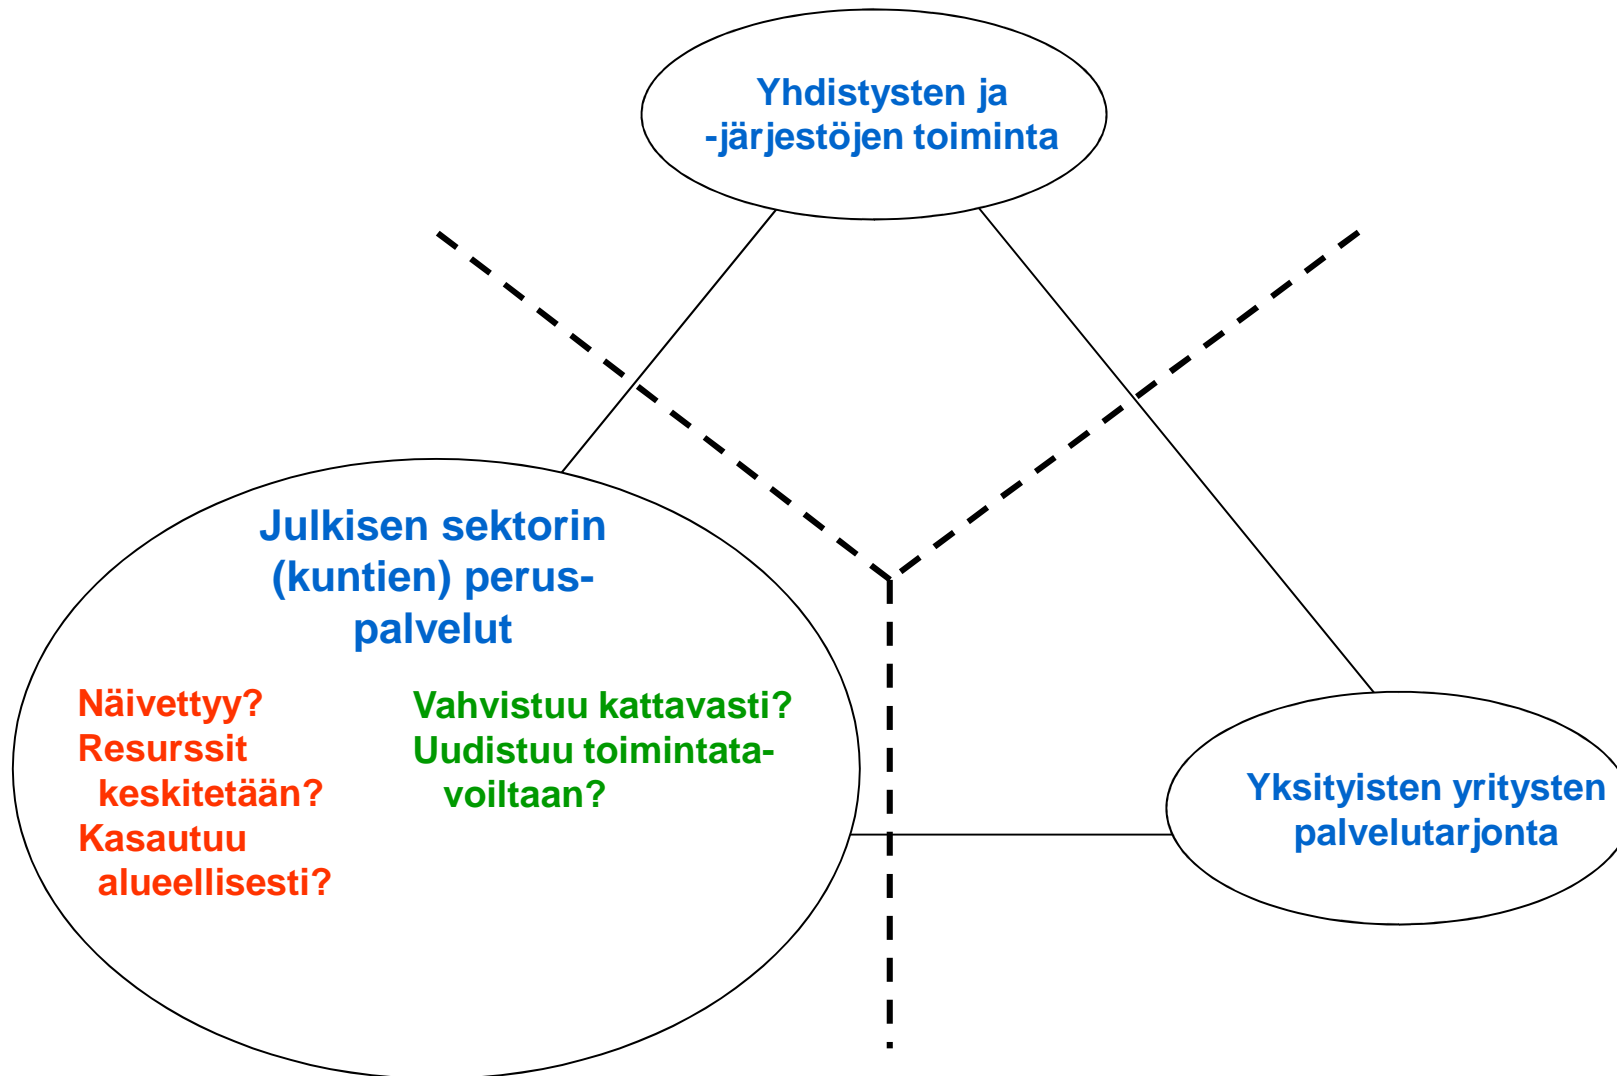 Yhdistysten ja
-järjestöjen toiminta
Julkisen sektorin
(kuntien) perus-
palvelut
Näivettyy?
Resurssit
keskitetään?
Kasautuu
alueellisesti?
Vahvistuu kattavasti?
Uudistuu toimintata-
voiltaan?
Yksityisten yritysten
palvelutarjonta